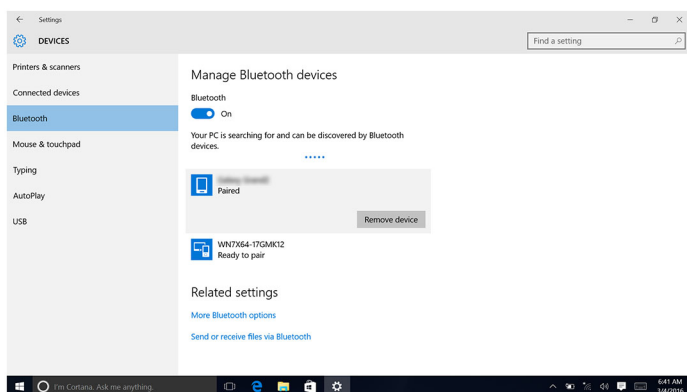 Settings
DEVICES
Find a setting
Printers & scanners
Connected devices
Bluetooth
Mouse & touchpad
Typing
AutoPlay
USB
Manage Bluetooth devices
Bluetooth
On
Your PC is searching for and can be discovered by Bluetooth
devices.
Paired
Remove device
WN7X64-17GMK12
Ready to pair
Related settings
More Bluetooth options
Send or receive files via Bluetooth
I'm Cortana. Ask me anything.
6:41 AM
3/4/2016